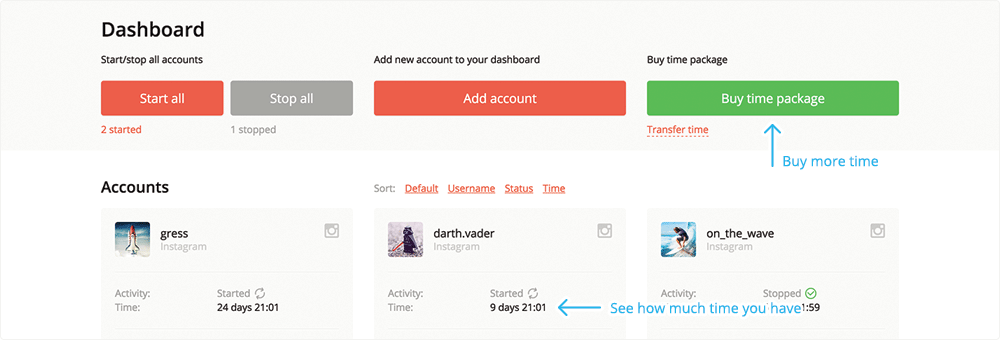 Dashboard
Start/stop all accounts
Add new account to your dashboard
Buy time package
Start all
Stop all
Add account
Buy time package
2 started
1 stopped
Transfer time
Buy more time
Accounts
Sort: Default Username Status Time
gress
Instagram
darth.vader
Instagram
on_the_wave
Instagram
Activity: Started
Time: 24 days 21:01
Activity: Started
Time: 9 days 21:01
See how much time you have
Activity: Stopped
Time: :59